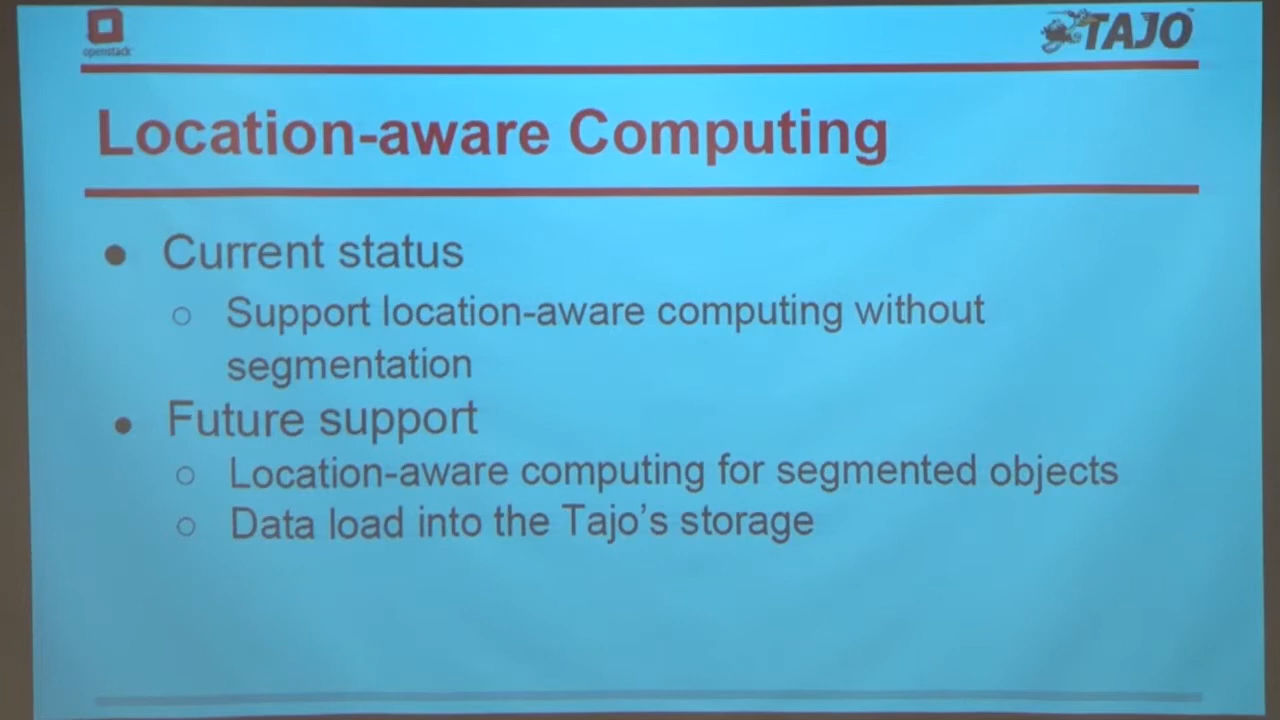 openstack
TAJO
Location-aware Computing
Current status
Support location-aware computing without
segmentation
Future support
Location-aware computing for segmented objects
Data load into the Tajo's storage